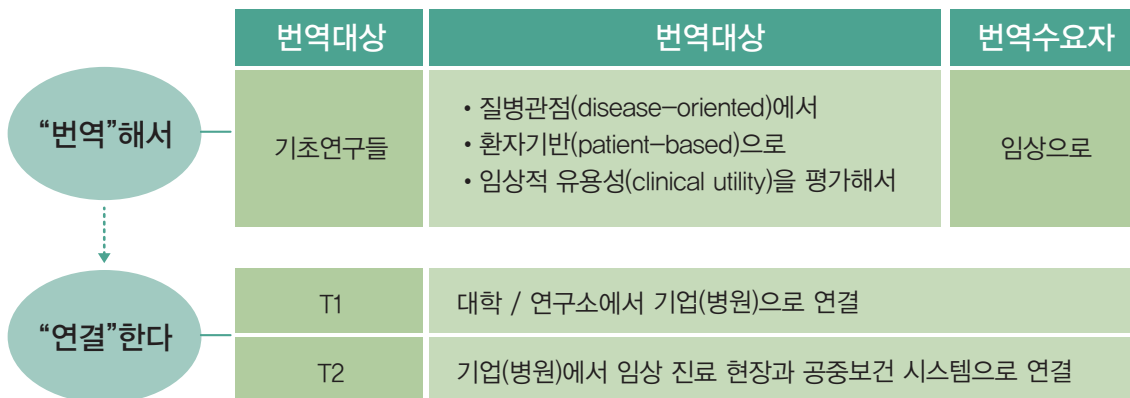 번역대상
번역대상
번역수요자
“번역”해서
기초연구들
• 질병관점(disease-oriented)에서
• 환자기반(patient-based)으로
• 임상적 유용성(clinical utility)을 평가해서
임상으로
“연결”한다
T1
대학 / 연구소에서 기업(병원)으로 연결
T2
기업(병원)에서 임상 진료 현장과 공중보건 시스템으로 연결